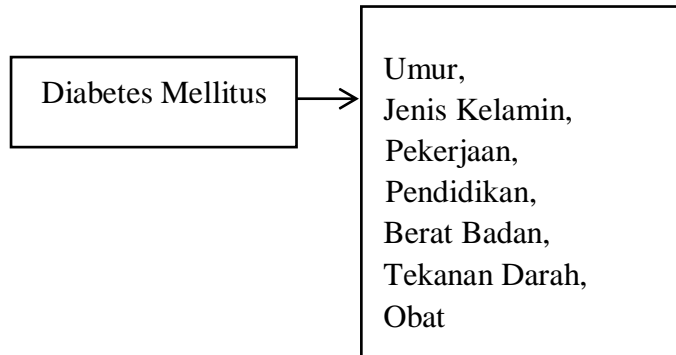 Diabetes Mellitus
Umur,
Jenis Kelamin,
Pekerjaan,
Pendidikan,
Berat Badan,
Tekanan Darah,
Obat